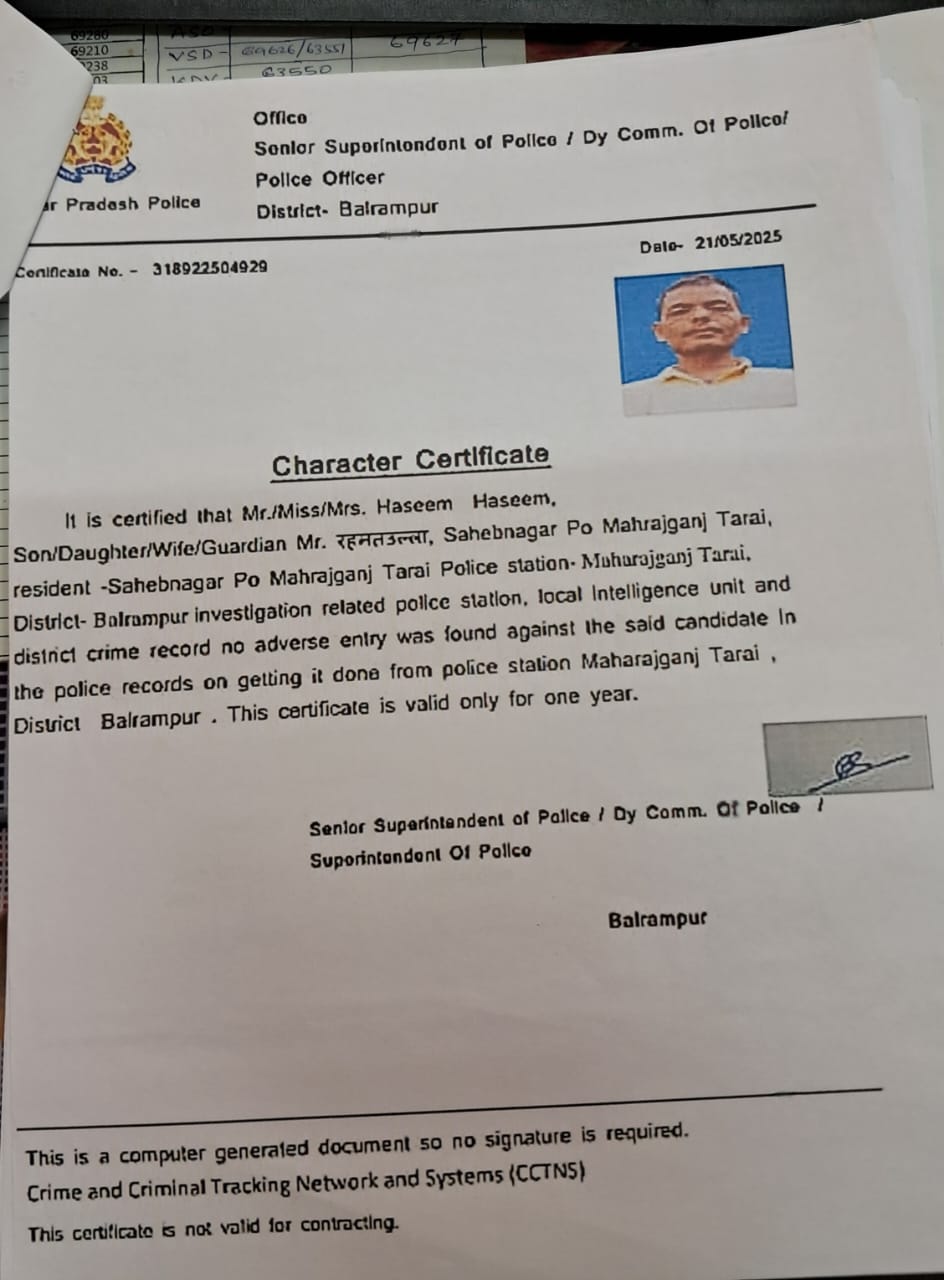 69280
69210
238
03
ASO
VSD - 69626/63551 69627
63550
Office
Senior Superintendent of Police / Dy Comm. Of Police/
Police Officer
District- Balrampur
ar Pradesh Police
Certificate No. - 318922504929
Date- 21/05/2025
Character Certificate
It is certified that Mr./Miss/Mrs. Haseem Haseem,
Son/Daughter/Wife/Guardian Mr. रहमतउल्ला, Sahebnagar Po Mahrajganj Tarai,
resident -Sahebnagar Po Mahrajganj Tarai Police station- Maharajganj Tarai,
District- Balrampur investigation related police station, local Intelligence unit and
district crime record no adverse entry was found against the said candidate in
the police records on getting it done from police station Maharajganj Tarai ,
District Balrampur . This certificate is valid only for one year.
Senior Superintendent of Police / Dy Comm. Of Police /
Superintendent Of Police
Balrampur
This is a computer generated document so no signature is required.
Crime and Criminal Tracking Network and Systems (CCTNS)
This certificate is not valid for contracting.